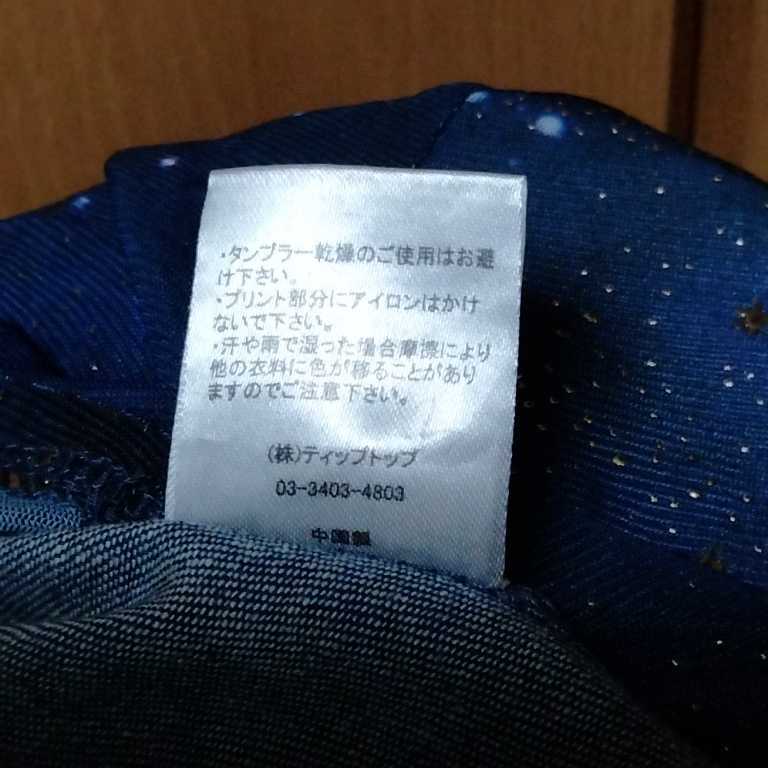 ・タンブラー乾燥のご使用はお避
け下さい。
・プリント部分にアイロンはかけ
ないで下さい。
・汗や雨で湿った場合摩擦により
他の衣料に色が移ることがあり
ますのでご注意下さい。
(株)ティップトップ
03-3403-4803
中国製